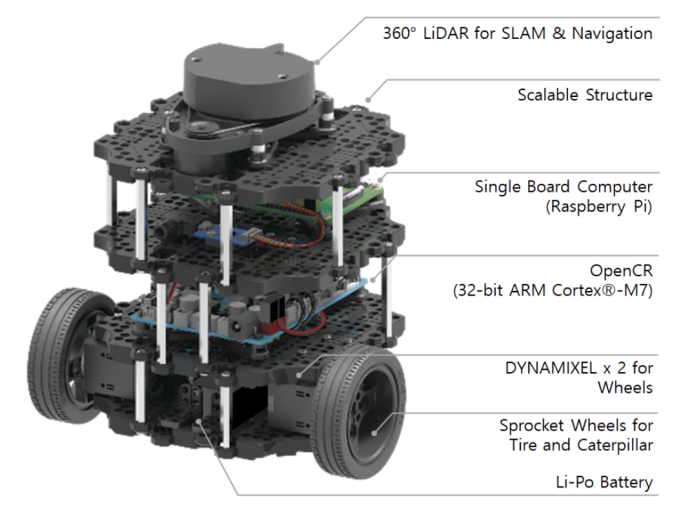 360° LiDAR for SLAM & Navigation
Scalable Structure
Single Board Computer
(Raspberry Pi)
OpenCR
(32-bit ARM Cortex®-M7)
DYNAMIXEL x 2 for
Wheels
Sprocket Wheels for
Tire and Caterpillar
Li-Po Battery